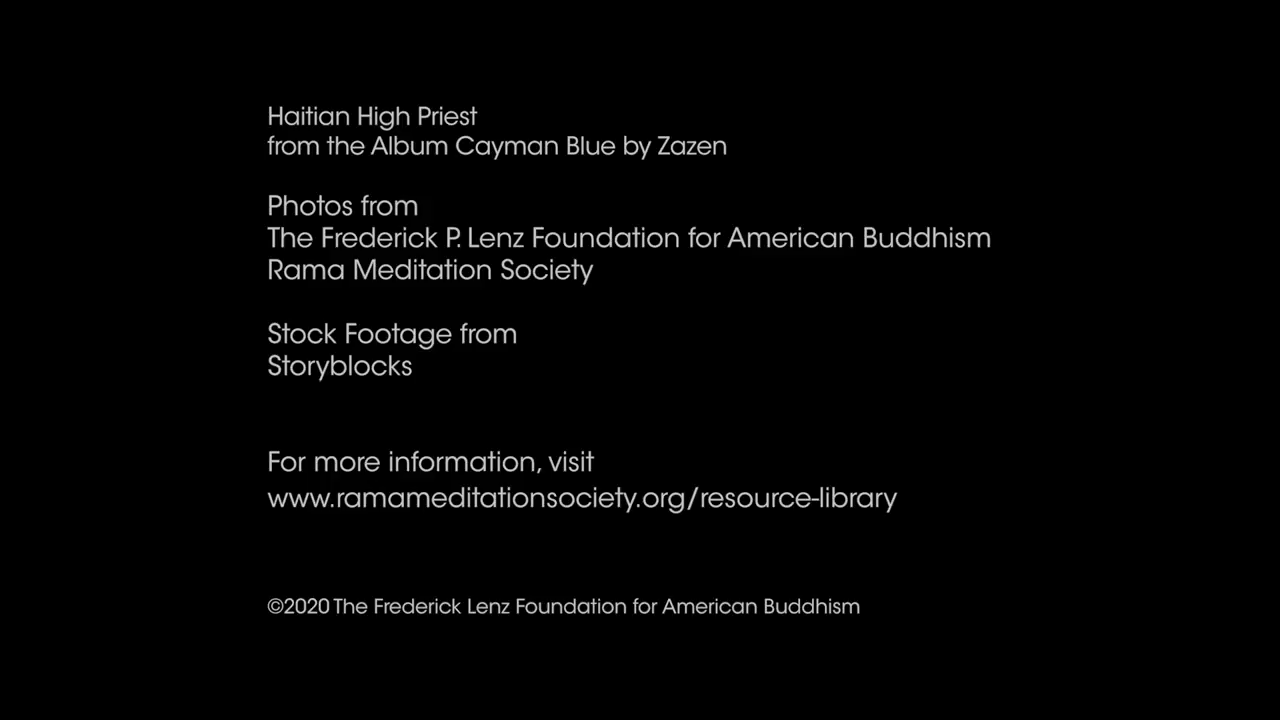 Haitian High Priest
from the Album Cayman Blue by Zazen
Photos from
The Frederick P. Lenz Foundation for American Buddhism
Rama Meditation Society
Stock Footage from
Storyblocks
For more information, visit
www.ramameditationsociety.org/resource-library
©2020 The Frederick Lenz Foundation for American Buddhism